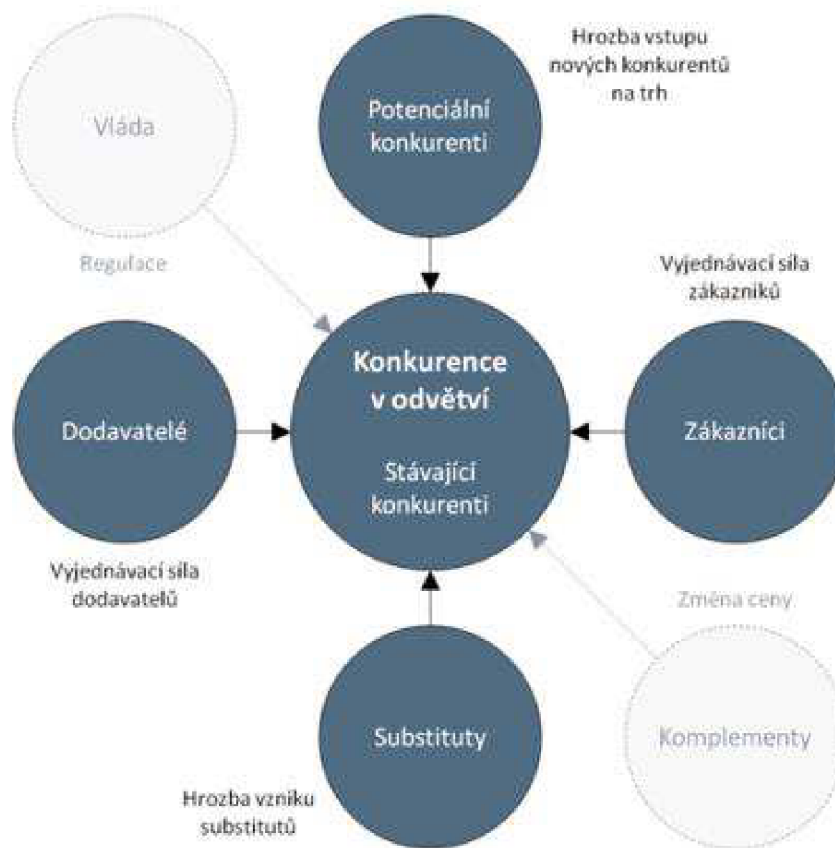 Hrozba vstupu
nových konkurentů
na trh
Potenciální
konkurenti
Vláda
Regulace
Vyjednávací síla
zákazníků
Konkurence
v odvětví
Stávající
konkurenti
Dodavatelé
Zákazníci
Vyjednávací síla
dodavatelů
Změna ceny
Substituty
Komplementy
Hrozba vzniku
substitutů